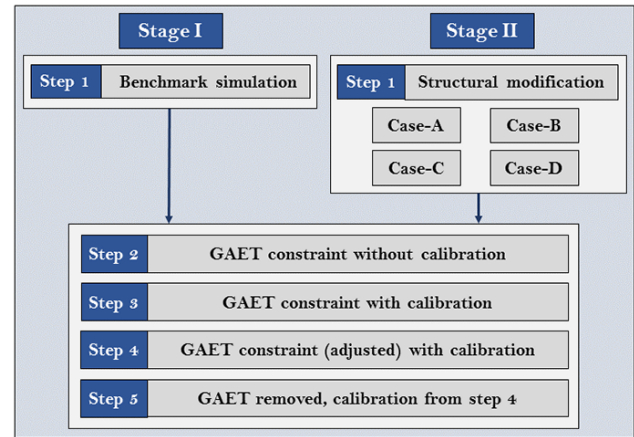 Stage I
Stage II
Step 1 Benchmark simulation
Step 1 Structural modification
Case-A Case-B
Case-C Case-D
Step 2 GAET constraint without calibration
Step 3 GAET constraint with calibration
Step 4 GAET constraint (adjusted) with calibration
Step 5 GAET removed, calibration from step 4